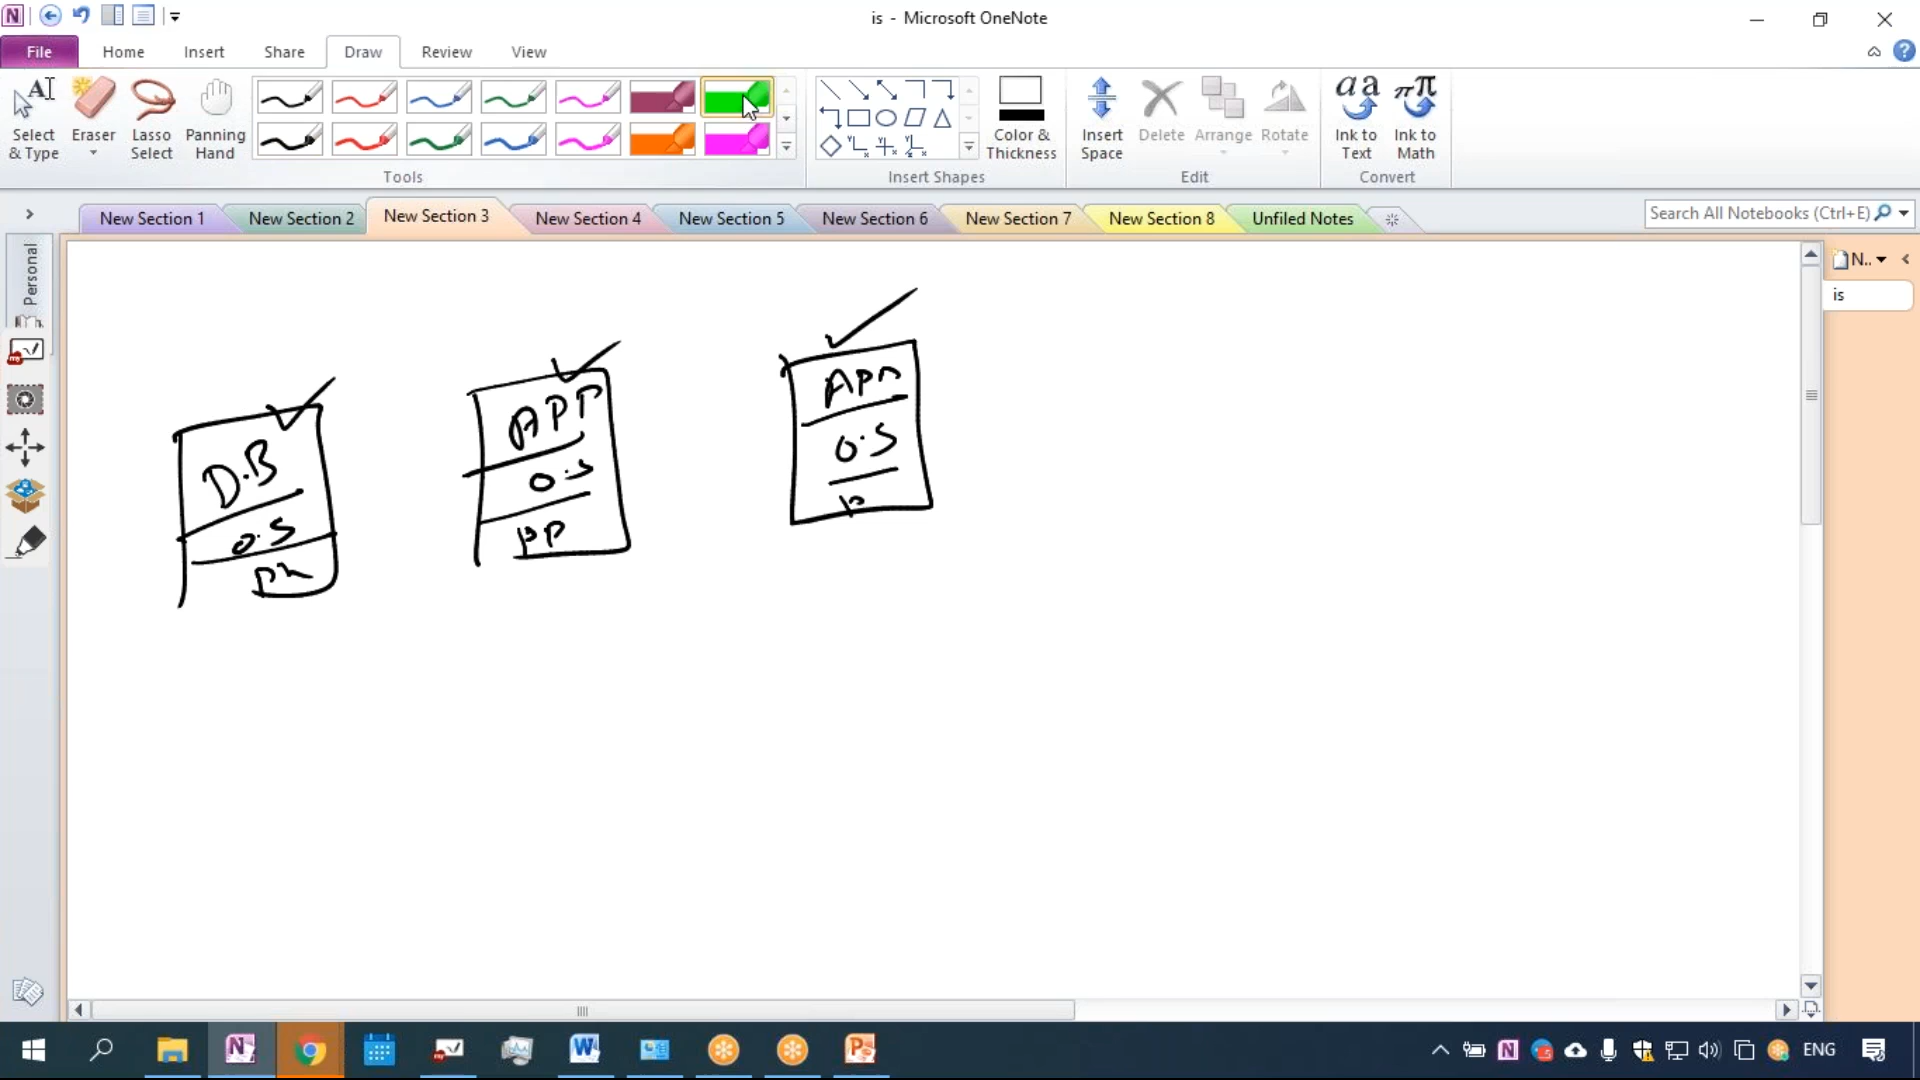 is - Microsoft OneNote
File Home Insert Share Draw Review View
Select & Type
Eraser
Lasso Select
Panning Hand
Color & Thickness
Insert Space
Delete
Arrange
Rotate
Ink to Text
Ink to Math
Tools
Insert Shapes
Edit
Convert
New Section 1 New Section 2 New Section 3 New Section 4 New Section 5 New Section 6 New Section 7 New Section 8 Unfiled Notes
Search All Notebooks (Ctrl+E)
Personal
N..
is
D.B
O.S
APP
O.S
PP
O.S
P
ENG